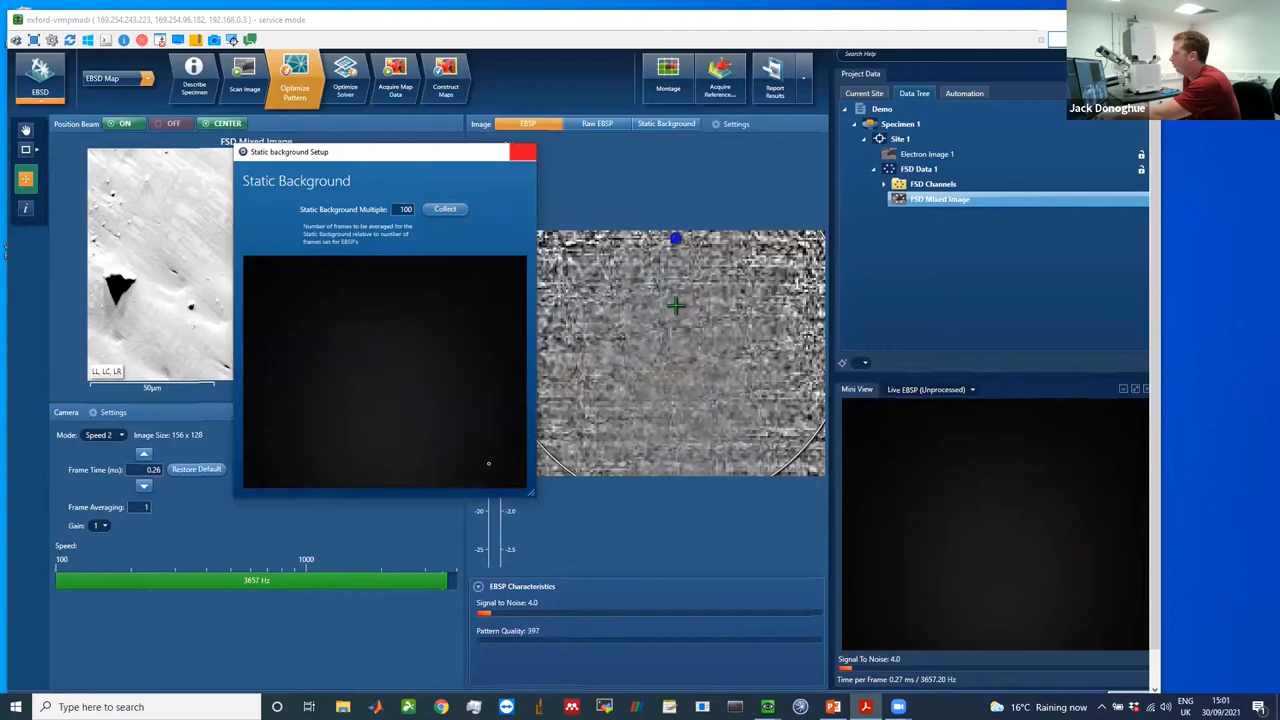 oxford-vrmpmadi ( 169.254.243.223, 169.254.96.182, 192.168.0.3 ) - service mode
EBSD
EBSD Map
Describe
Specimen
Scan Image
Optimize
Pattern
Optimize
Solver
Acquire Map
Data
Construct
Maps
Montage
Acquire
Reference...
Report
Results
Search Help
Project Data
Current Site
Data Tree
Automation
Jack Donoghue
Position Beam
ON
OFF
CENTER
Image
EBSP
Raw EBSP
Static Background
Settings
FSD Mixed Image
Static background Setup
Static Background
Static Background Multiple:
100
Collect
Number of frames to be averaged for the
Static Background relative to number of
frames set for EBSP's
Demo
Specimen 1
Site 1
Electron Image 1
FSD Data 1
FSD Channels
FSD Mixed Image
LL, LC, LR
50µm
Mini View
Live EBSP (Unprocessed)
Camera
Settings
Mode:
Speed 2
Image Size: 156 x 128
Frame Time (ms):
0.26
Restore Default
Frame Averaging:
1
Gain:
1
Speed:
100
1000
3657 Hz
-20
-2.0
-25
-2.5
EBSP Characteristics
Signal to Noise: 4.0
Pattern Quality: 397
Signal To Noise: 4.0
Time per Frame 0.27 ms / 3657.20 Hz
Type here to search
16°C Raining now
ENG
UK
15:01
30/09/2021